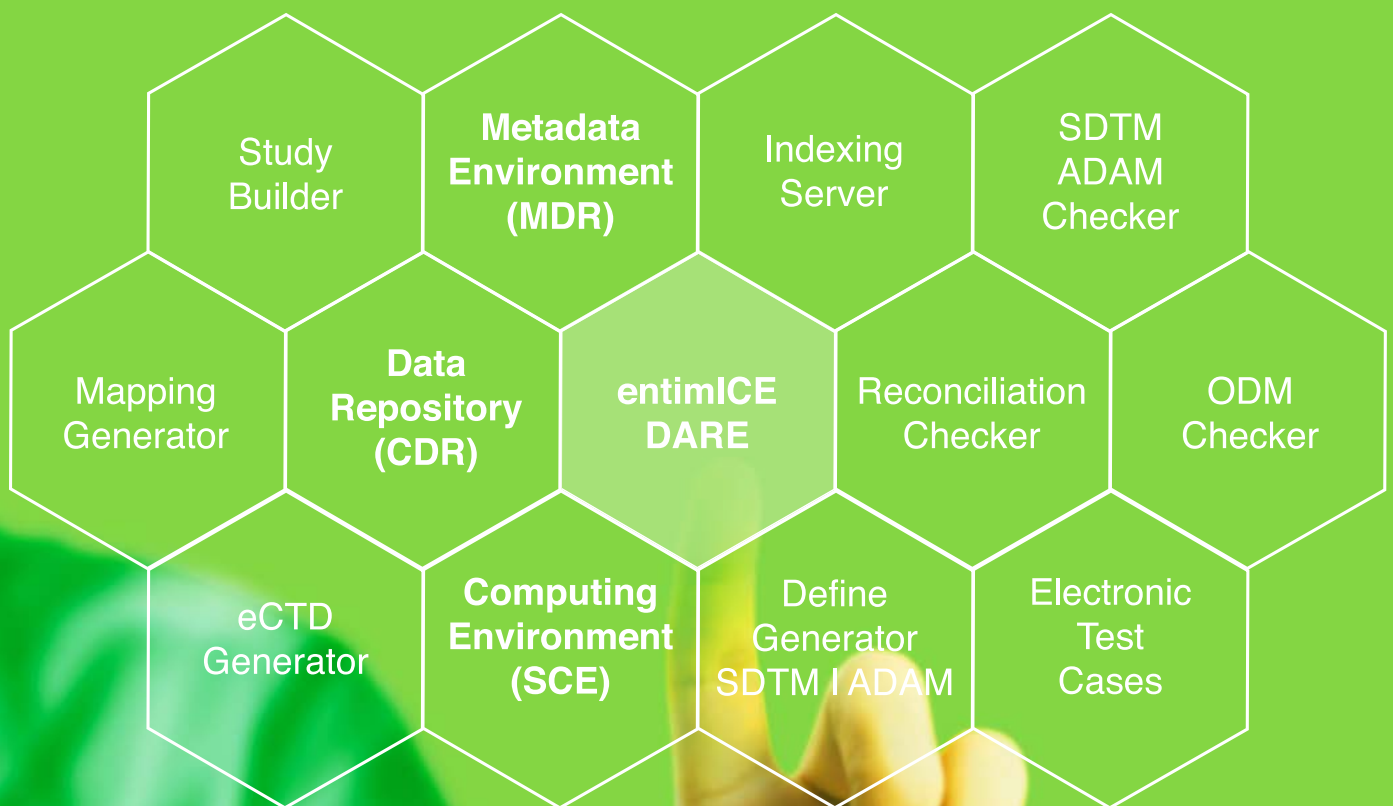 Study
Builder
Metadata
Environment
(MDR)
Indexing
Server
SDTM
ADAM
Checker
Mapping
Generator
Data
Repository
(CDR)
entimICE
DARE
Reconciliation
Checker
ODM
Checker
eCTD
Generator
Computing
Environment
(SCE)
Define
Generator
SDTM I ADAM
Electronic
Test
Cases